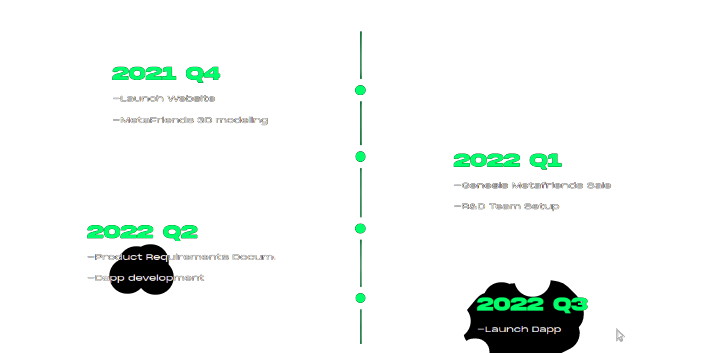 2021 Q4
-Launch Website
-MetaFriends 3D modeling
2022 Q1
-Genesis Metafriends Sale
-R&D Team Setup
2022 Q2
-Product Requirements Docum.
-Dapp development
2022 Q3
-Launch Dapp